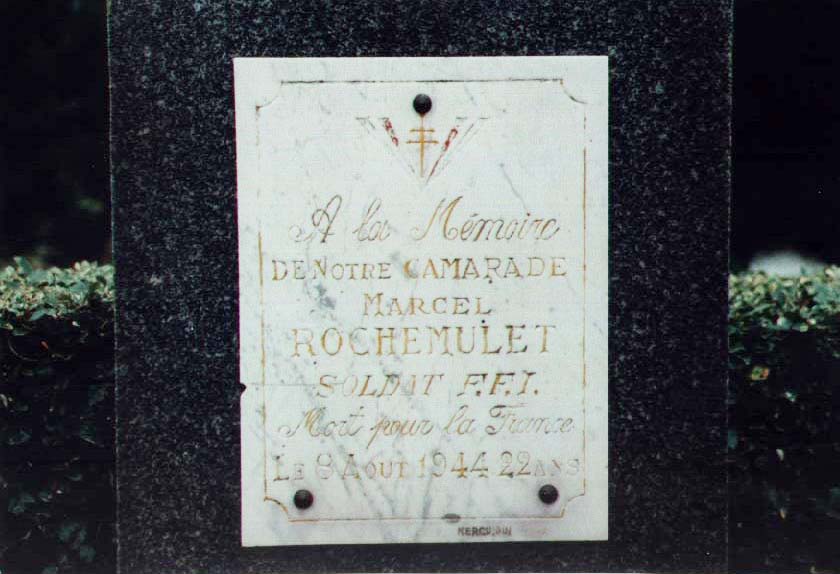 A la Mémoire
DE NOTRE CAMARADE
MARCEL
ROCHEMULET
SOLDAT F.F.I.
Mort pour la France
LE 8 AOUT 1944 22 ANS